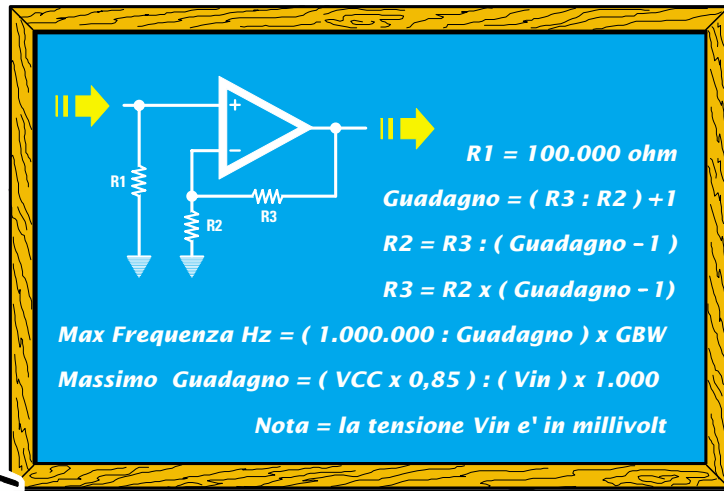 +
−
R1
R2
R3
R1 = 100.000 ohm
Guadagno = ( R3 : R2 ) +1
R2 = R3 : ( Guadagno – 1 )
R3 = R2 x ( Guadagno – 1)
Max Frequenza Hz = ( 1.000.000 : Guadagno ) x GBW
Massimo Guadagno = ( VCC x 0,85 ) : ( Vin ) x 1.000
Nota = la tensione Vin e' in millivolt